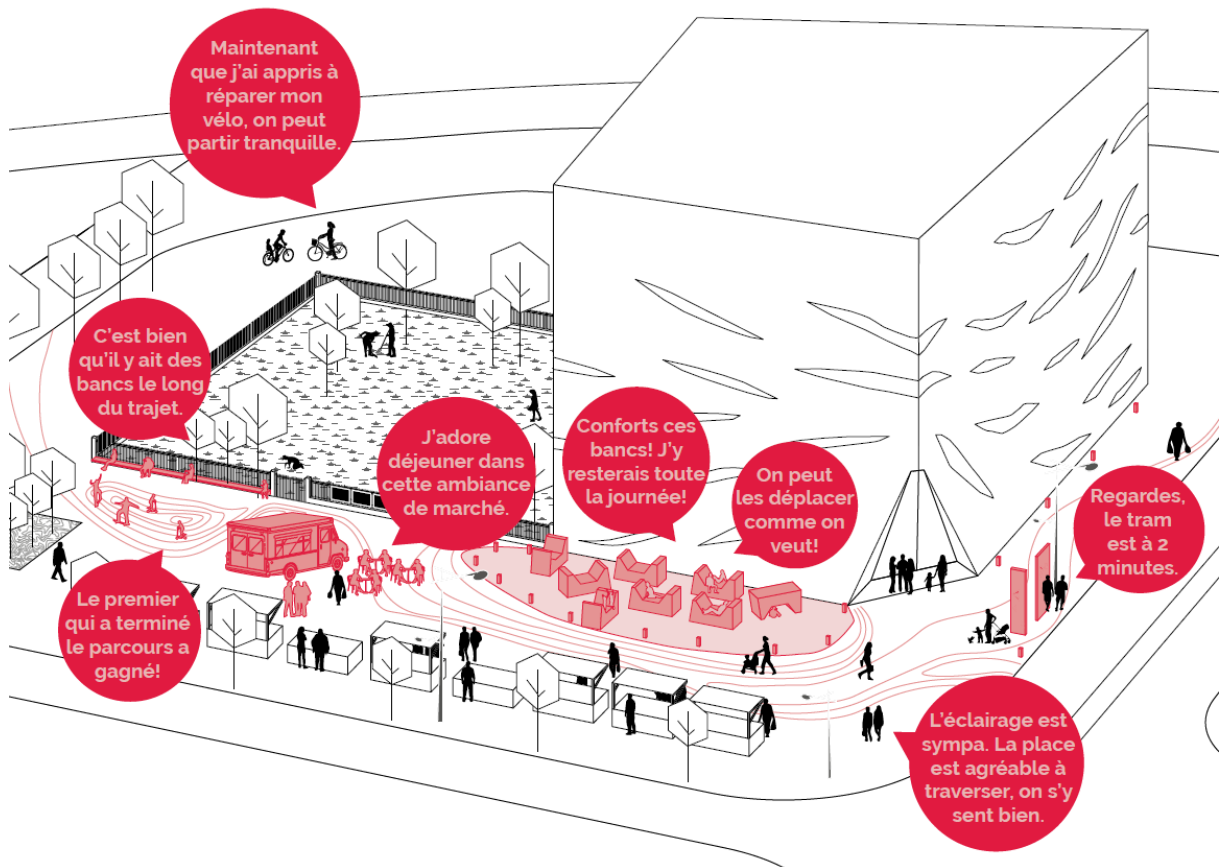 Maintenant
que j'ai appris à
réparer mon
vélo, on peut
partir tranquille.
C'est bien
qu'il y ait des
bancs le long
du trajet.
J'adore
déjeuner dans
cette ambiance
de marché.
Conforts ces
bancs! J'y
resterais toute
la journée!
On peut
les déplacer
comme on
veut!
Regardes,
le tram
est à 2
minutes.
Le premier
qui a terminé
le parcours a
gagné!
L'éclairage est
sympa. La place
est agréable à
traverser, on s'y
sent bien.